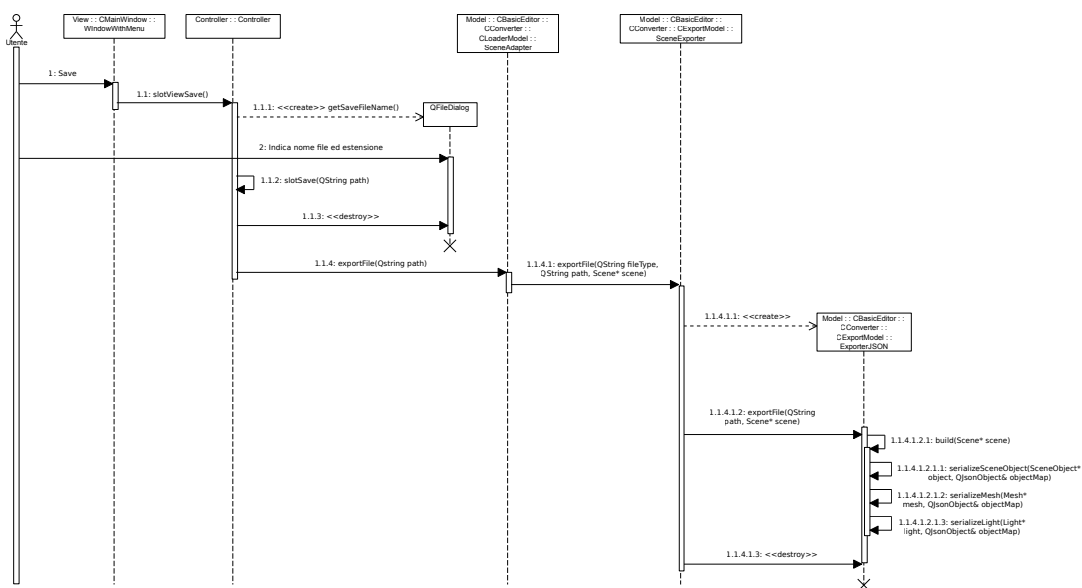 View : : CMainWindow : :
WindowWithMenu
Controller : : Controller
Model : : CBasicEditor : :
CConverter : :
CLoaderModel : :
SceneAdapter
Model : : CBasicEditor : :
CConverter : : CExportModel : :
SceneExporter
Utente
1: Save
1.1: slotViewSave()
1.1.1: <<create>> getSaveFileName()
QFileDialog
2: Indica nome file ed estensione
1.1.2: slotSave(QString path)
1.1.3: <<destroy>>
1.1.4: exportFile(Qstring path)
1.1.4.1: exportFile(QString fileType,
QString path, Scene* scene)
1.1.4.1.1: <<create>>
Model : : CBasicEditor : :
CConverter : :
CExportModel : :
ExporterJSON
1.1.4.1.2: exportFile(QString
path, Scene* scene)
1.1.4.1.2.1: build(Scene* scene)
1.1.4.1.2.1.1: serializeSceneObject(SceneObject*
object, QJsonObject& objectMap)
1.1.4.1.2.1.2: serializeMesh(Mesh*
mesh, QJsonObject& objectMap)
1.1.4.1.2.1.3: serializeLight(Light*
light, QJsonObject& objectMap)
1.1.4.1.3: <<destroy>>